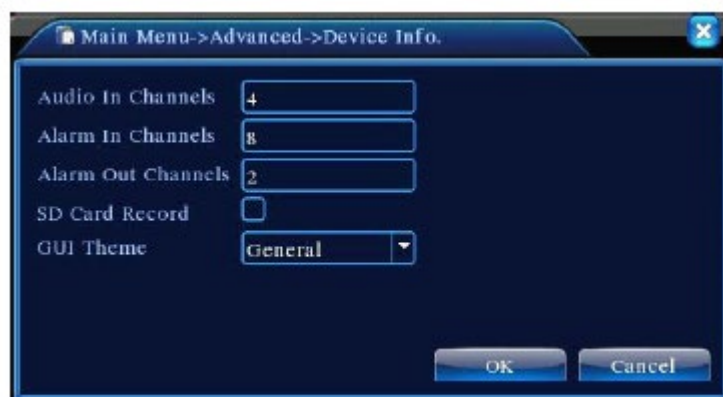 Main Menu->Advanced->Device Info.
Audio In Channels 4
Alarm In Channels 8
Alarm Out Channels 2
SD Card Record
GUI Theme General
OK Cancel